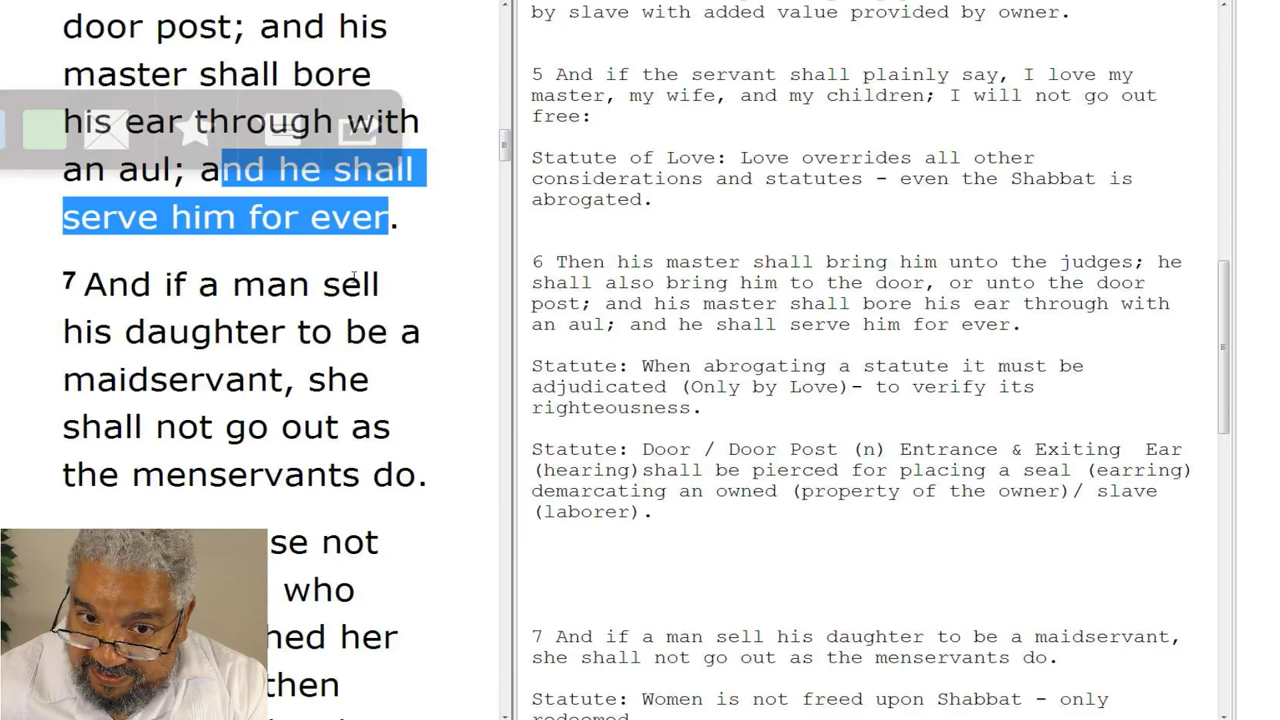 door post; and his
master shall bore
his ear through with
an aul; and he shall
serve him for ever.
7 And if a man sell
his daughter to be a
maidservant, she
shall not go out as
the menservants do.
se not
who
hed her
then
by slave with added value provided by owner.
5 And if the servant shall plainly say, I love my
master, my wife, and my children; I will not go out
free:
Statute of Love: Love overrides all other
considerations and statutes - even the Shabbat is
abrogated.
6 Then his master shall bring him unto the judges; he
shall also bring him to the door, or unto the door
post; and his master shall bore his ear through with
an aul; and he shall serve him for ever.
Statute: When abrogating a statute it must be
adjudicated (Only by Love)- to verify its
righteousness.
Statute: Door / Door Post (n) Entrance & Exiting Ear
(hearing)shall be pierced for placing a seal (earring)
demarcating an owned (property of the owner)/ slave
(laborer).
7 And if a man sell his daughter to be a maidservant,
she shall not go out as the menservants do.
Statute: Women is not freed upon Shabbat - only
redeemed